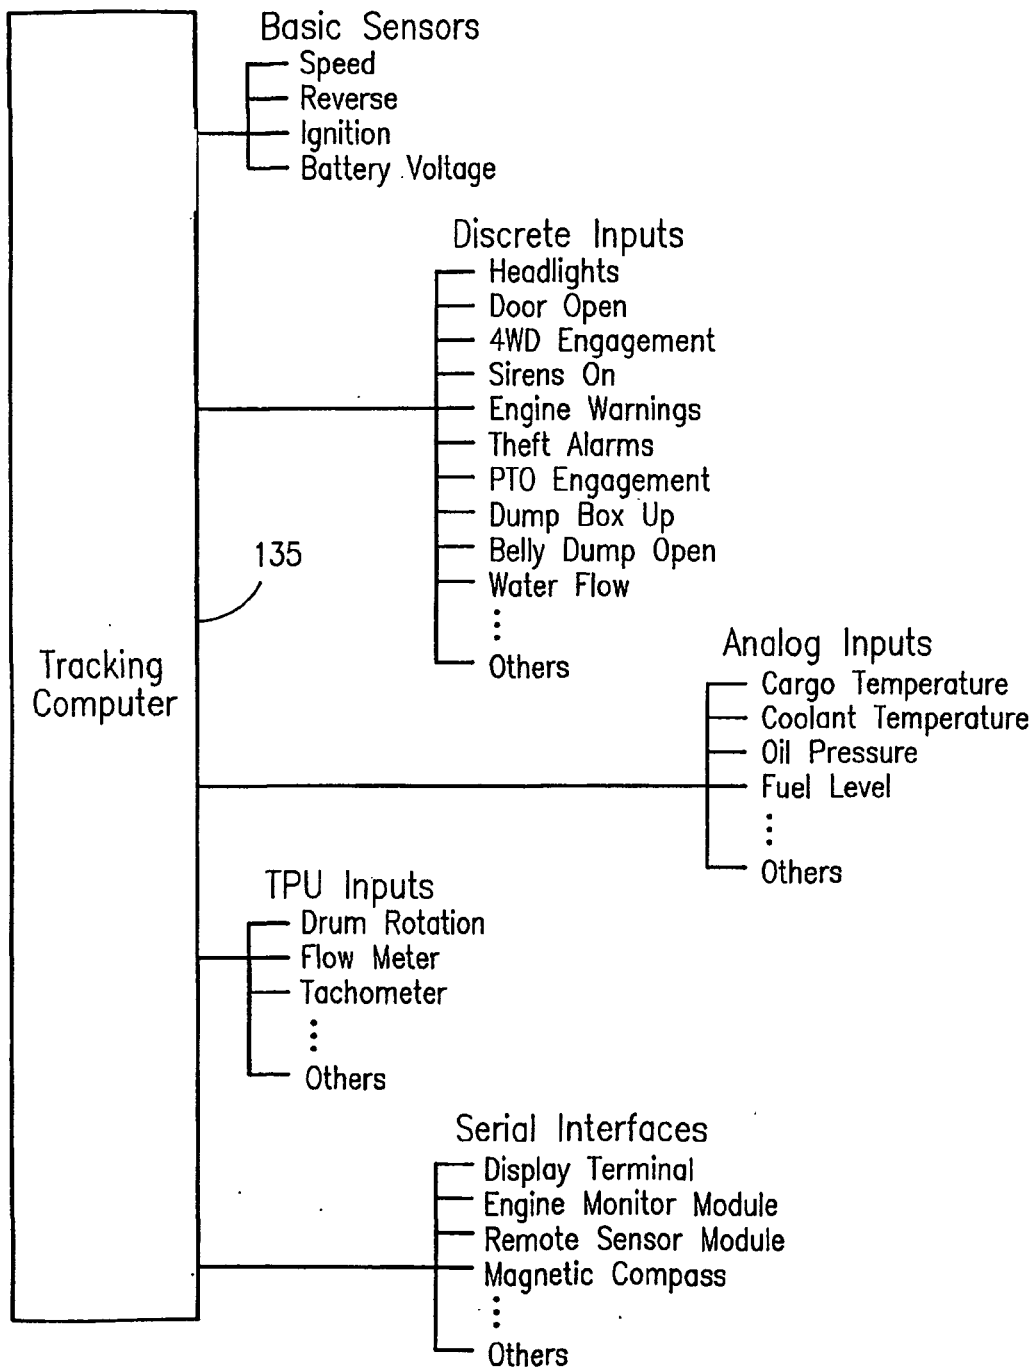 Basic Sensors
Speed
Reverse
Ignition
Battery Voltage
Discrete Inputs
Headlights
Door Open
4WD Engagement
Sirens On
Engine Warnings
Theft Alarms
PTO Engagement
Dump Box Up
Belly Dump Open
Water Flow
Others
135
Tracking
Computer
Analog Inputs
Cargo Temperature
Coolant Temperature
Oil Pressure
Fuel Level
Others
TPU Inputs
Drum Rotation
Flow Meter
Tachometer
Others
Serial Interfaces
Display Terminal
Engine Monitor Module
Remote Sensor Module
Magnetic Compass
Others